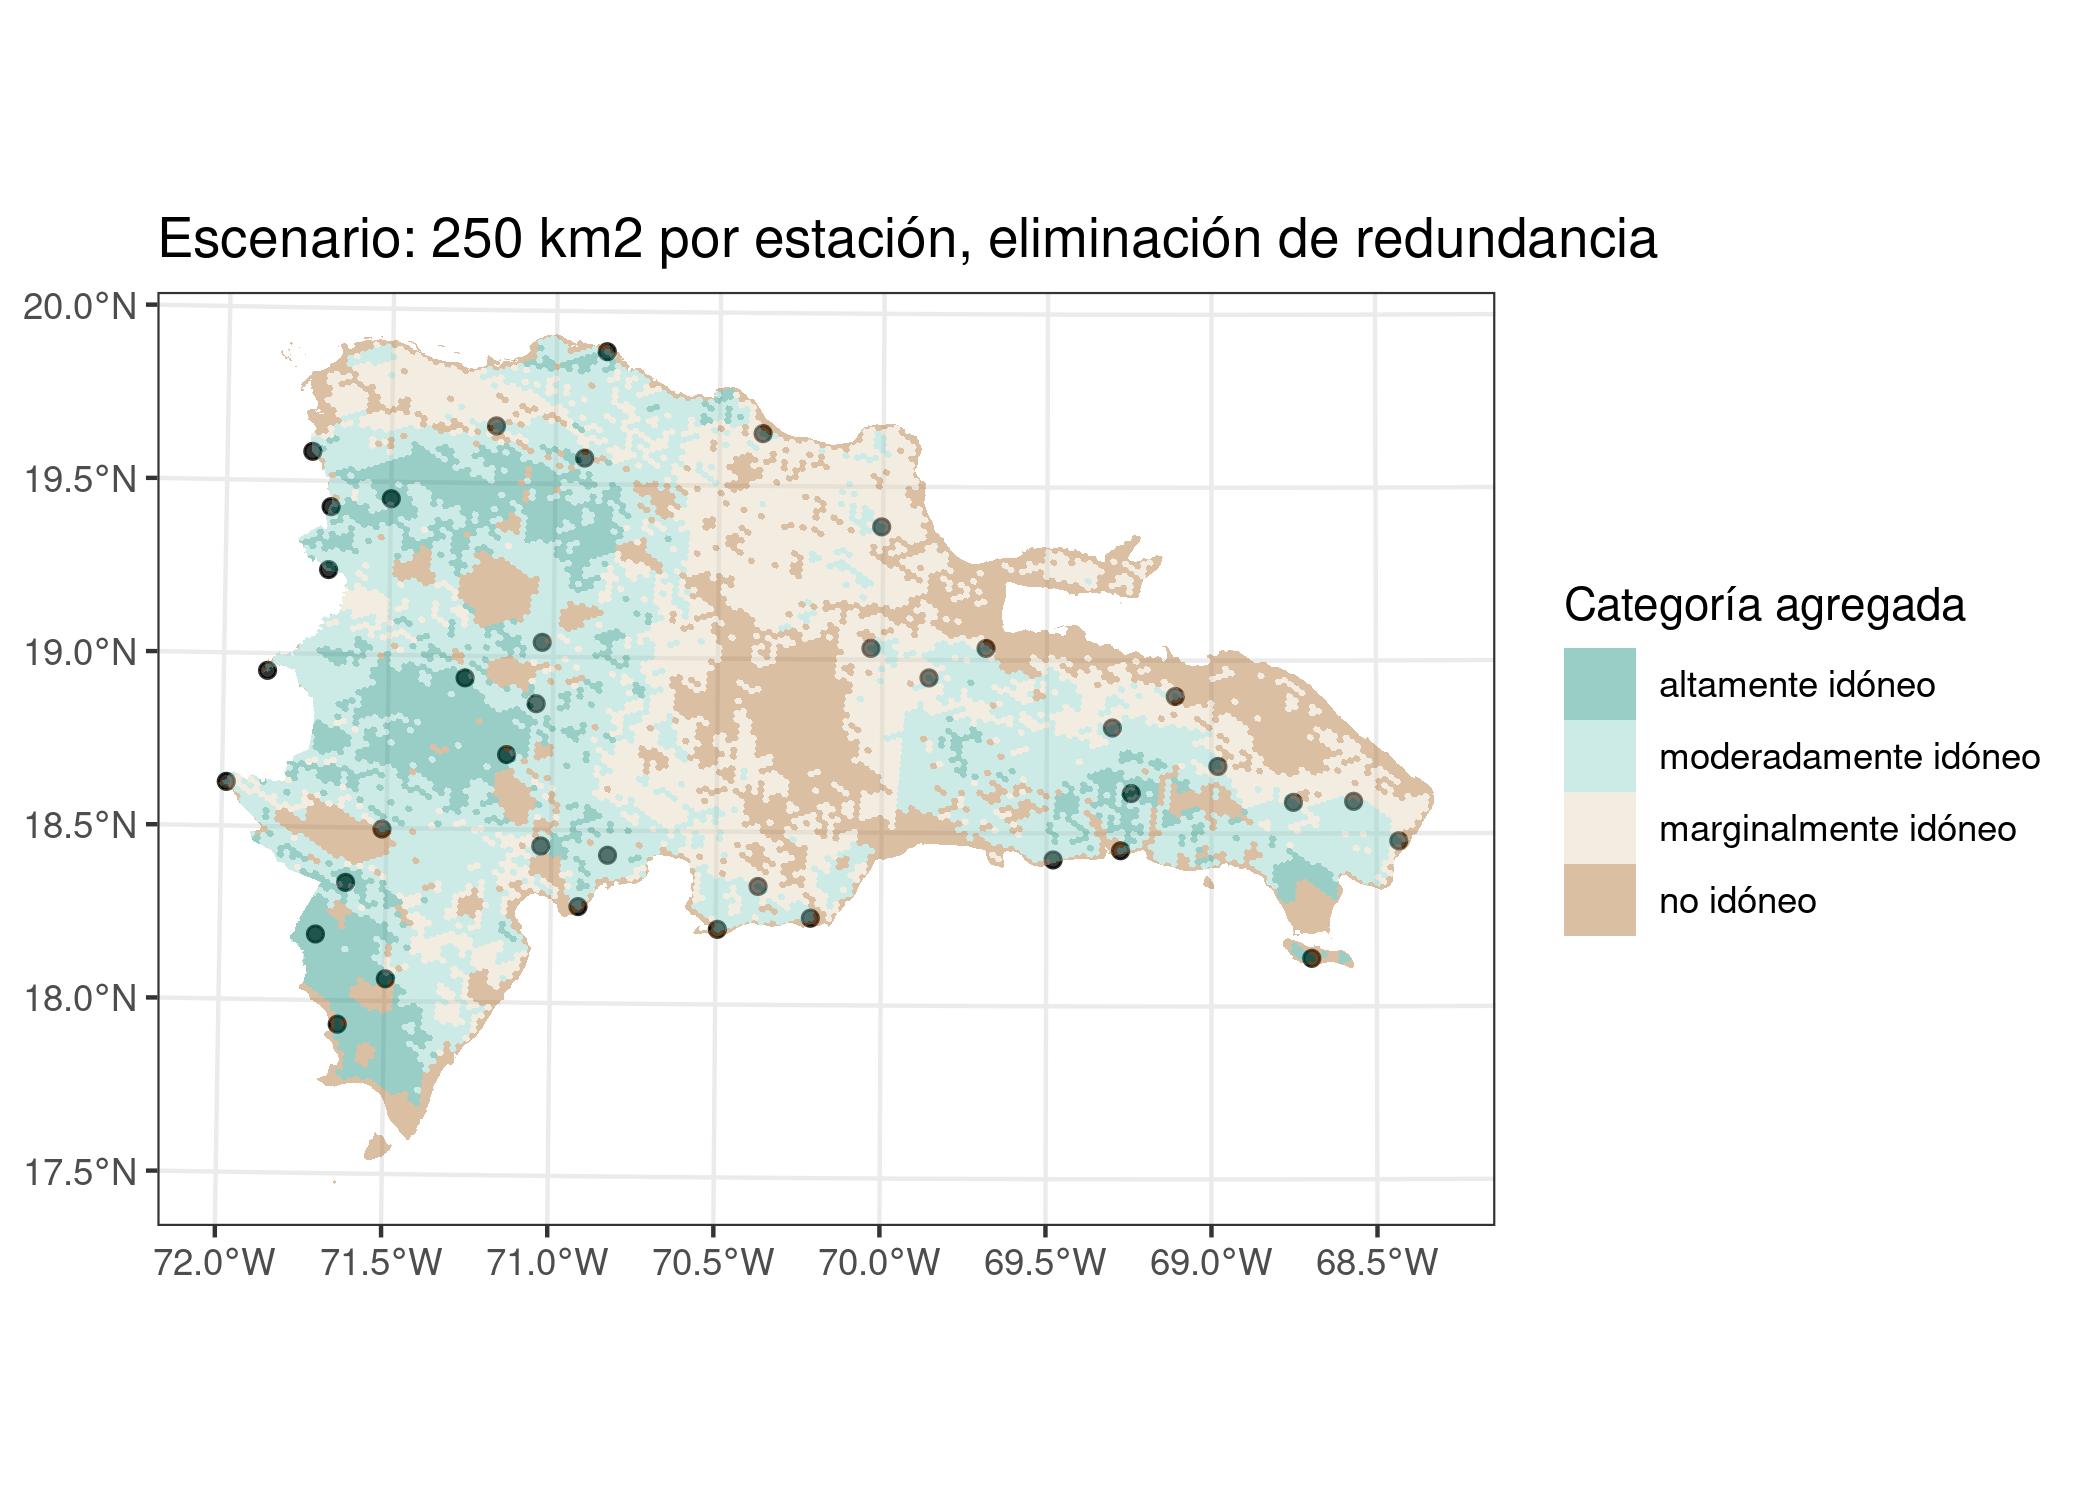 Escenario: 250 km2 por estación, eliminación de redundancia
20.0°N
19.5°N
19.0°N
18.5°N
18.0°N
17.5°N
72.0°W 71.5°W 71.0°W 70.5°W 70.0°W 69.5°W 69.0°W 68.5°W
Categoría agregada
altamente idóneo
moderadamente idóneo
marginalmente idóneo
no idóneo